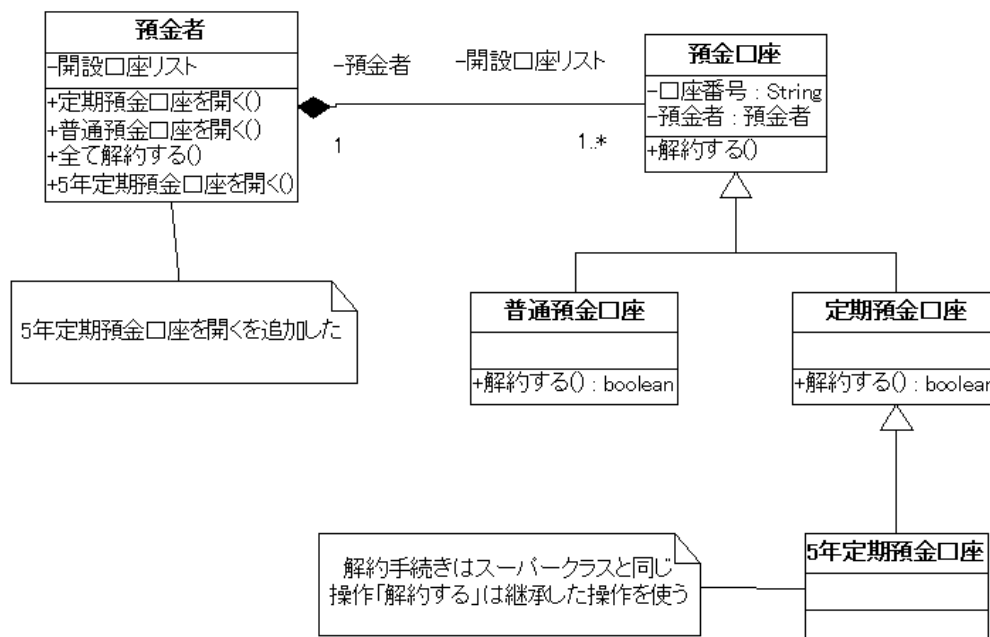 預金者
-開設口座リスト
+定期預金口座を開く()
+普通預金口座を開く()
+全て解約する()
+5年定期預金口座を開く()
-預金者
-開設口座リスト
1
1..*
預金口座
-口座番号 : String
-預金者 : 預金者
+解約する()
5年定期預金口座を開くを追加した
普通預金口座
+解約する() : boolean
定期預金口座
+解約する() : boolean
解約手続きはスーパークラスと同じ
操作「解約する」は継承した操作を使う
5年定期預金口座